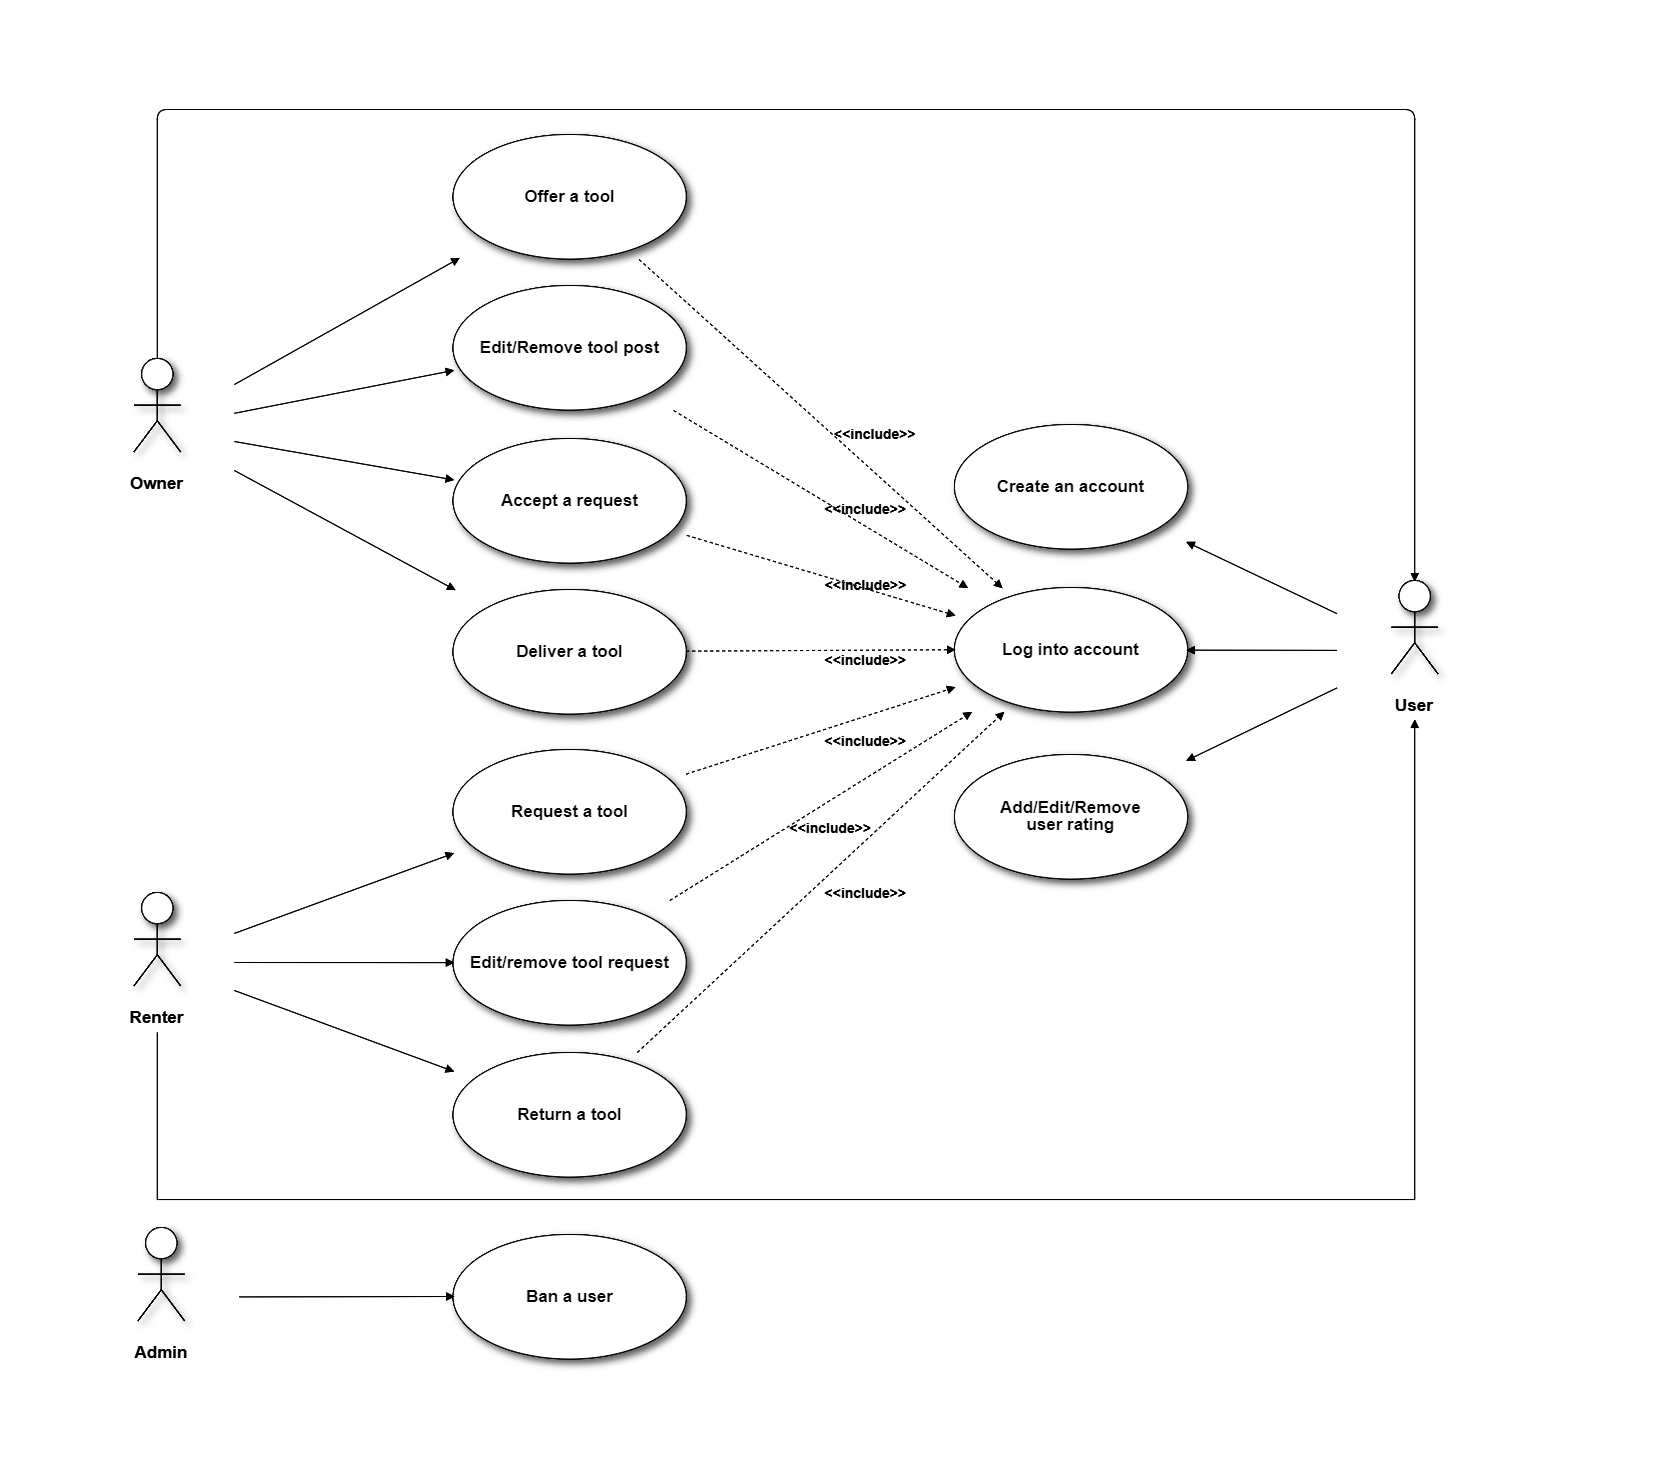 Offer a tool
Edit/Remove tool post
<<include>>
Owner
Create an account
Accept a request
<<include>>
<<include>>
Deliver a tool
Log into account
<<include>>
User
<<include>>
Request a tool
Add/Edit/Remove
user rating
<<include>>
<<include>>
Edit/remove tool request
Renter
Return a tool
Ban a user
Admin